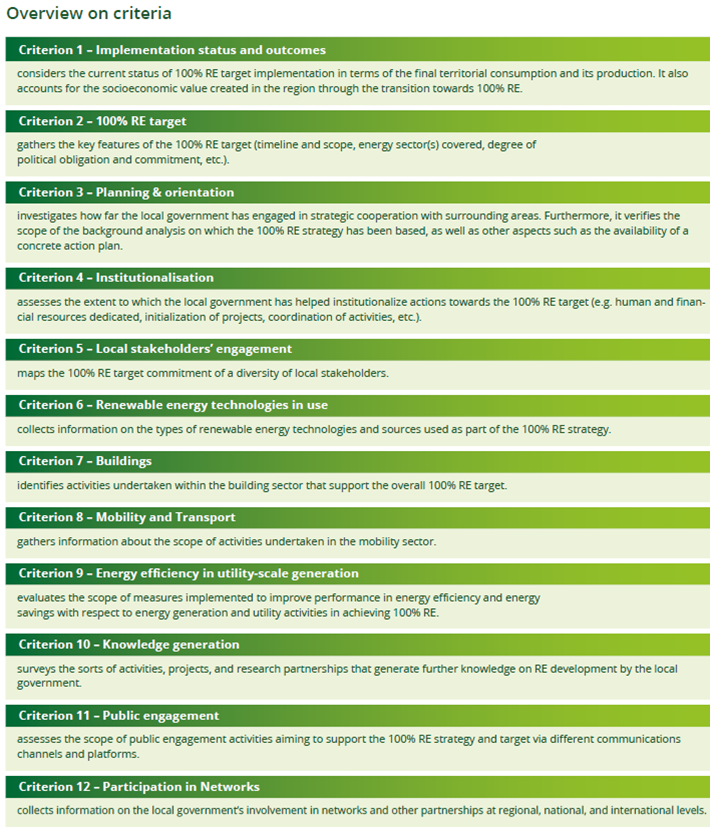 Overview on criteria
Criterion 1 – Implementation status and outcomes
considers the current status of 100% RE target implementation in terms of the final territorial consumption and its production. It also
accounts for the socioeconomic value created in the region through the transition towards 100% RE.
Criterion 2 – 100% RE target
gathers the key features of the 100% RE target (timeline and scope, energy sector(s) covered, degree of
political obligation and commitment, etc.).
Criterion 3 – Planning & orientation
investigates how far the local government has engaged in strategic cooperation with surrounding areas. Furthermore, it verifies the
scope of the background analysis on which the 100% RE strategy has been based, as well as other aspects such as the availability of a
concrete action plan.
Criterion 4 – Institutionalisation
assesses the extent to which the local government has helped institutionalize actions towards the 100% RE target (e.g. human and finan-
cial resources dedicated, initialization of projects, coordination of activities, etc.).
Criterion 5 – Local stakeholders’ engagement
maps the 100% RE target commitment of a diversity of local stakeholders.
Criterion 6 – Renewable energy technologies in use
collects information on the types of renewable energy technologies and sources used as part of the 100% RE strategy.
Criterion 7 – Buildings
identifies activities undertaken within the building sector that support the overall 100% RE target.
Criterion 8 – Mobility and Transport
gathers information about the scope of activities undertaken in the mobility sector.
Criterion 9 – Energy efficiency in utility-scale generation
evaluates the scope of measures implemented to improve performance in energy efficiency and energy
savings with respect to energy generation and utility activities in achieving 100% RE.
Criterion 10 – Knowledge generation
surveys the sorts of activities, projects, and research partnerships that generate further knowledge on RE development by the local
government.
Criterion 11 – Public engagement
assesses the scope of public engagement activities aiming to support the 100% RE strategy and target via different communications
channels and platforms.
Criterion 12 – Participation in Networks
collects information on the local government’s involvement in networks and other partnerships at regional, national, and international levels.